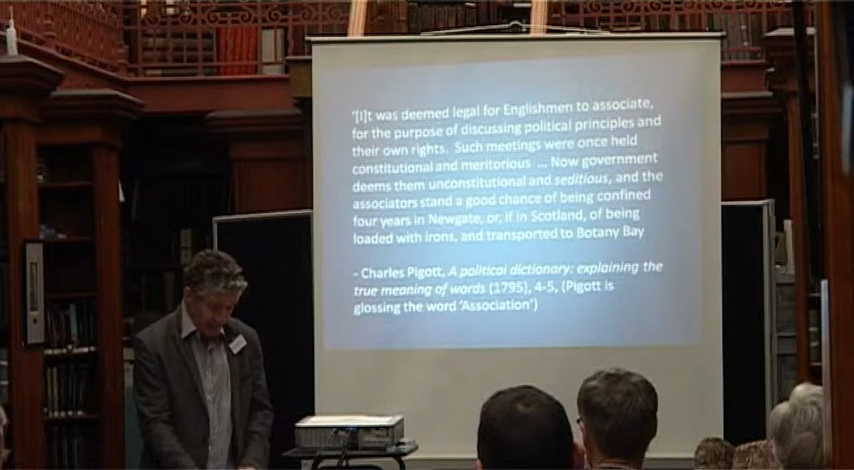 '[I]t was deemed legal for Englishmen to associate,
for the purpose of discussing political principles and
their own rights. Such meetings were once held
constitutional and meritorious ... Now government
deems them unconstitutional and seditious, and the
associators stand a good chance of being confined
four years in Newgate, or, if in Scotland, of being
loaded with irons, and transported to Botany Bay
- Charles Pigott, A political dictionary: explaining the
true meaning of words (1795), 4-5, (Pigott is
glossing the word 'Association')